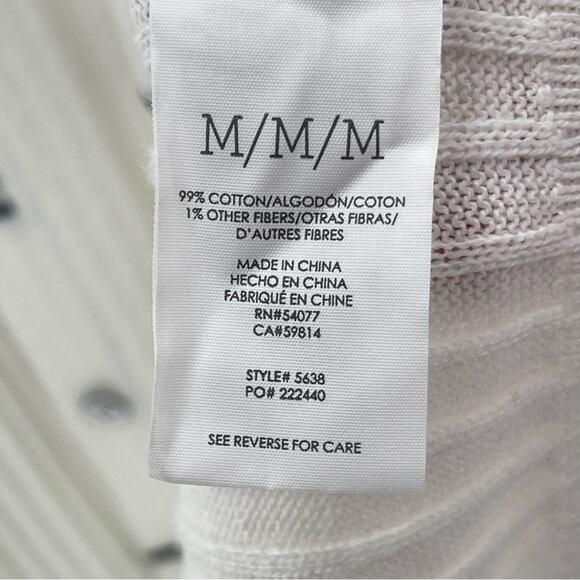 M/M/M
99% COTTON/ALGODÓN/COTON
1% OTHER FIBERS/OTRAS FIBRAS/
D'AUTRES FIBRES
MADE IN CHINA
HECHO EN CHINA
FABRIQUÉ EN CHINE
RN#54077
CA#59814
STYLE# 5638
PO# 222440
SEE REVERSE FOR CARE